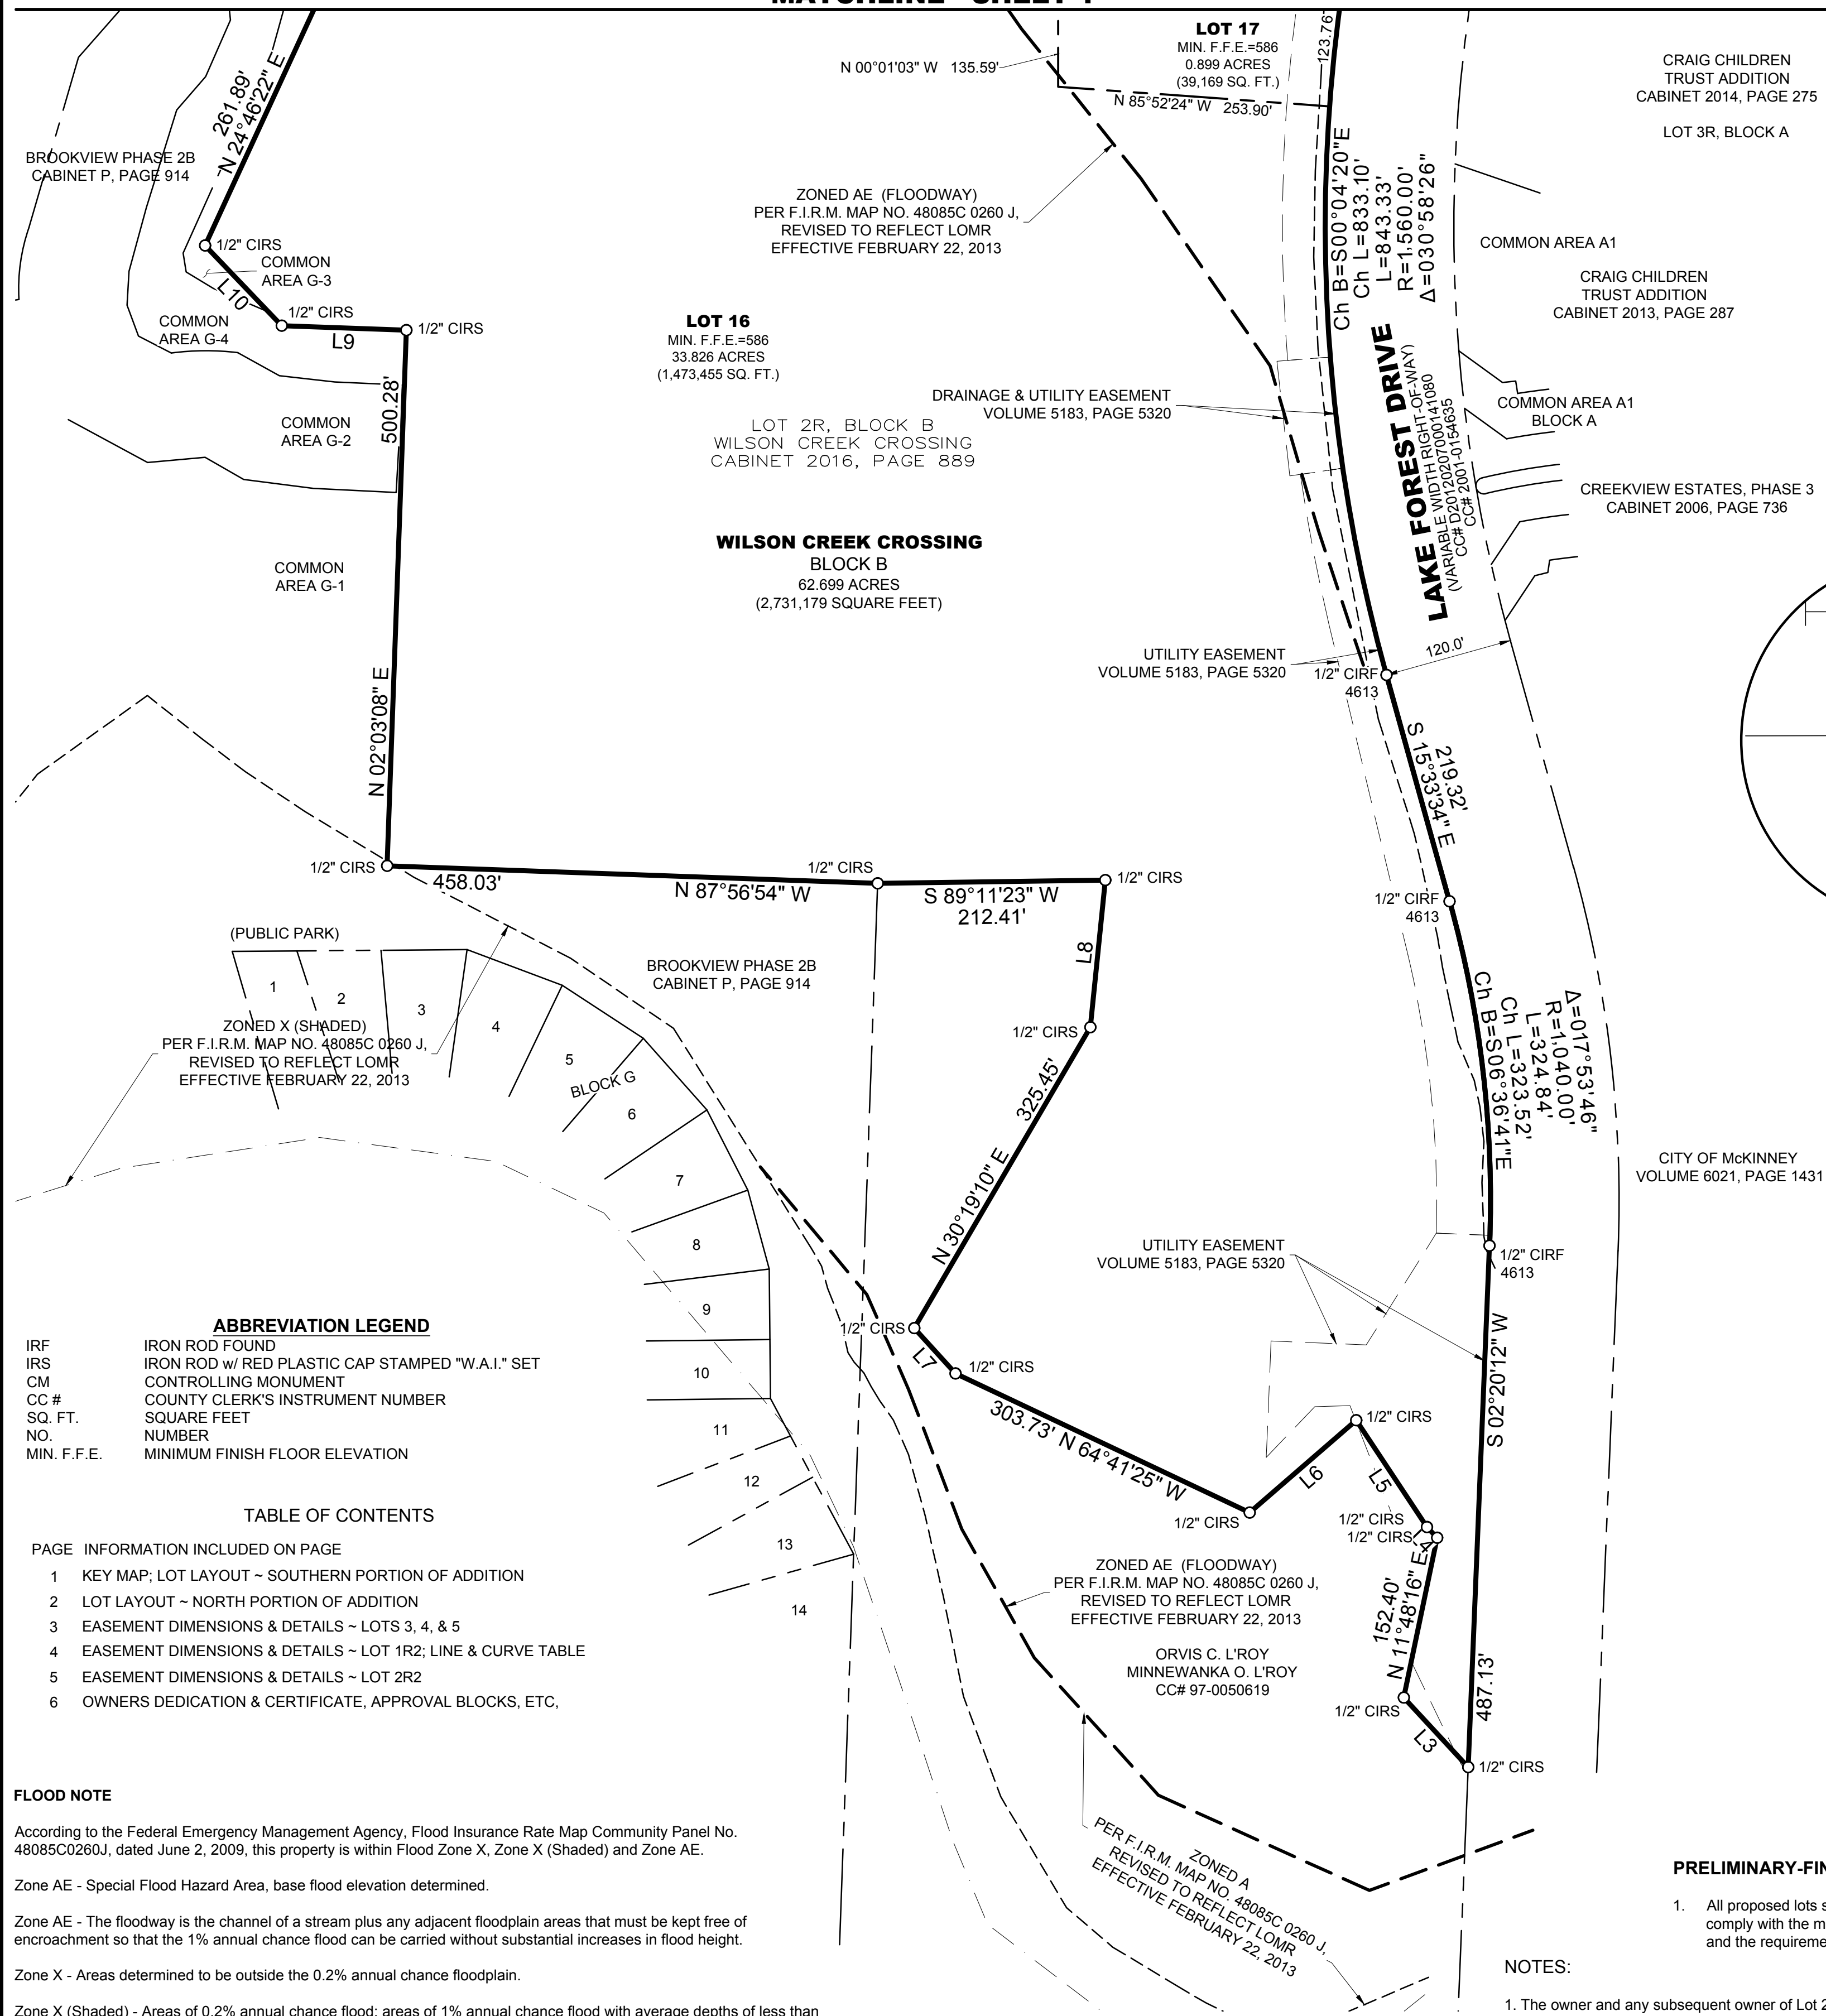 261.89'
N 24°46'22" E
BROOKVIEW PHASE 2B
CABINET P, PAGE 914
1/2" CIRS
COMMON
AREA G-3
L10
1/2" CIRS
COMMON
AREA G-4
L9
1/2" CIRS
500.28'
COMMON
AREA G-2
COMMON
AREA G-1
N 02°03'08" E
N 00°01'03" W 135.59'
LOT 17
MIN. F.F.E.=586
0.899 ACRES
(39,169 SQ. FT.)
N 85°52'24" W 253.90'
123.76'
ZONED AE (FLOODWAY)
PER F.I.R.M. MAP NO. 48085C 0260 J,
REVISED TO REFLECT LOMR
EFFECTIVE FEBRUARY 22, 2013
LOT 16
MIN. F.F.E.=586
33.826 ACRES
(1,473,455 SQ. FT.)
DRAINAGE & UTILITY EASEMENT
VOLUME 5183, PAGE 5320
LOT 2R, BLOCK B
WILSON CREEK CROSSING
CABINET 2016, PAGE 889
WILSON CREEK CROSSING
BLOCK B
62.699 ACRES
(2,731,179 SQUARE FEET)
Ch B=S00°04'20"E
Ch L=833.10'
L=843.33'
R=1,560.00'
Δ=030°58'26"
CRAIG CHILDREN
TRUST ADDITION
CABINET 2014, PAGE 275
LOT 3R, BLOCK A
COMMON AREA A1
CRAIG CHILDREN
TRUST ADDITION
CABINET 2013, PAGE 287
COMMON AREA A1
BLOCK A
CREEKVIEW ESTATES, PHASE 3
CABINET 2006, PAGE 736
LAKE FOREST DRIVE
(VARIABLE WIDTH RIGHT-OF-WAY)
CC# D20120207000141080
CC# 2001-0154635
120.0'
UTILITY EASEMENT
VOLUME 5183, PAGE 5320
1/2" CIRF
4613
219.32'
S 15°33'34" E
1/2" CIRF
4613
1/2" CIRS
458.03'
N 87°56'54" W
1/2" CIRS
S 89°11'23" W
212.41'
1/2" CIRS
L8
(PUBLIC PARK)
BROOKVIEW PHASE 2B
CABINET P, PAGE 914
1/2" CIRS
ZONED X (SHADED)
PER F.I.R.M. MAP NO. 48085C 0260 J,
REVISED TO REFLECT LOMR
EFFECTIVE FEBRUARY 22, 2013
1
2
3
4
5
BLOCK G
6
7
8
9
10
11
12
13
14
325.45'
N 30°19'10" E
Δ=017°53'46"
R=1,040.00'
L=324.84'
Ch L=323.52'
Ch B=S06°36'41"E
CITY OF McKINNEY
VOLUME 6021, PAGE 1431
UTILITY EASEMENT
VOLUME 5183, PAGE 5320
1/2" CIRF
4613
1/2" CIRS
L7
1/2" CIRS
303.73' N 64°41'25" W
1/2" CIRS
L6
1/2" CIRS
L5
1/2" CIRS
1/2" CIRS
S 02°20'12" W
487.13'
152.40'
N 11°48'16" E
1/2" CIRS
L3
1/2" CIRS
ZONED AE (FLOODWAY)
PER F.I.R.M. MAP NO. 48085C 0260 J,
REVISED TO REFLECT LOMR
EFFECTIVE FEBRUARY 22, 2013
ORVIS C. L'ROY
MINNEWANKA O. L'ROY
CC# 97-0050619
ZONED A
PER F.I.R.M. MAP NO. 48085C 0260 J,
REVISED TO REFLECT LOMR
EFFECTIVE FEBRUARY 22, 2013
ABBREVIATION LEGEND
IRF IRON ROD FOUND
IRS IRON ROD w/ RED PLASTIC CAP STAMPED "W.A.I." SET
CM CONTROLLING MONUMENT
CC # COUNTY CLERK'S INSTRUMENT NUMBER
SQ. FT. SQUARE FEET
NO. NUMBER
MIN. F.F.E. MINIMUM FINISH FLOOR ELEVATION
TABLE OF CONTENTS
PAGE INFORMATION INCLUDED ON PAGE
1 KEY MAP; LOT LAYOUT ~ SOUTHERN PORTION OF ADDITION
2 LOT LAYOUT ~ NORTH PORTION OF ADDITION
3 EASEMENT DIMENSIONS & DETAILS ~ LOTS 3, 4, & 5
4 EASEMENT DIMENSIONS & DETAILS ~ LOT 1R2; LINE & CURVE TABLE
5 EASEMENT DIMENSIONS & DETAILS ~ LOT 2R2
6 OWNERS DEDICATION & CERTIFICATE, APPROVAL BLOCKS, ETC,
FLOOD NOTE
According to the Federal Emergency Management Agency, Flood Insurance Rate Map Community Panel No.
48085C0260J, dated June 2, 2009, this property is within Flood Zone X, Zone X (Shaded) and Zone AE.
Zone AE - Special Flood Hazard Area, base flood elevation determined.
Zone AE - The floodway is the channel of a stream plus any adjacent floodplain areas that must be kept free of
encroachment so that the 1% annual chance flood can be carried without substantial increases in flood height.
Zone X - Areas determined to be outside the 0.2% annual chance floodplain.
Zone X (Shaded) - Areas of 0.2% annual chance flood; areas of 1% annual chance flood with average depths of less than
PRELIMINARY-FIN
1. All proposed lots s
comply with the m
and the requireme
NOTES:
1. The owner and any subsequent owner of Lot 2